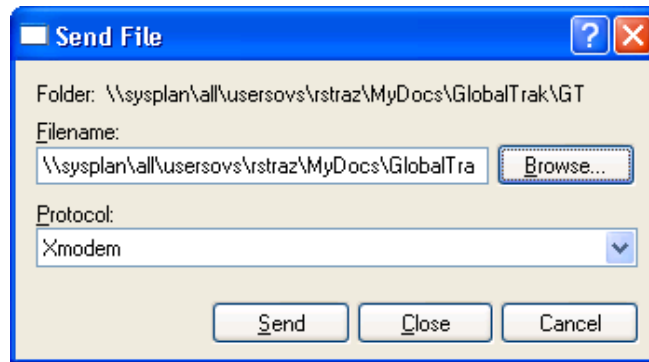 Send File
Folder: \\sysplan\all\usersovs\rstraz\MyDocs\GlobalTrak\GT
Filename:
\\sysplan\all\usersovs\rstraz\MyDocs\GlobalTra Browse...
Protocol:
Xmodem
Send Close Cancel